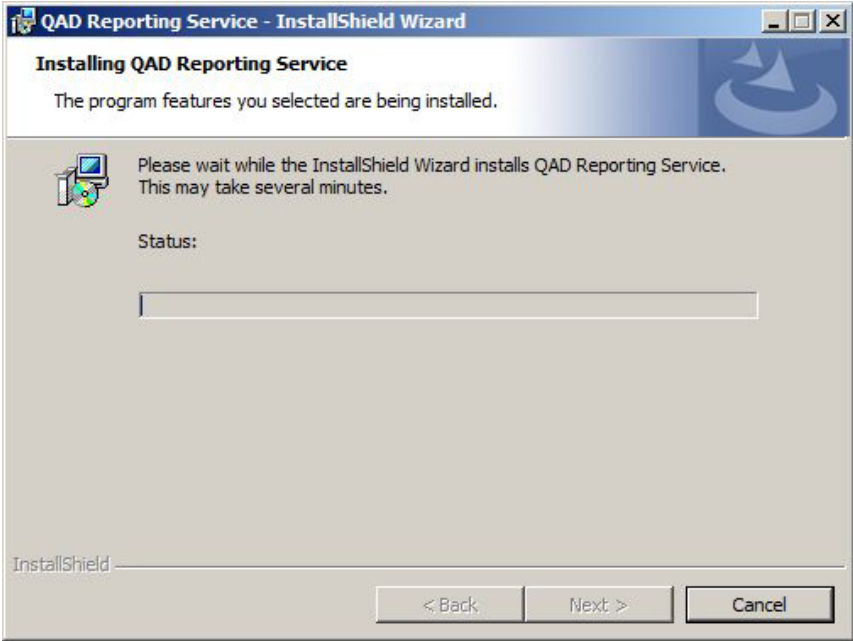 QAD Reporting Service - InstallShield Wizard
Installing QAD Reporting Service
The program features you selected are being installed.
Please wait while the InstallShield Wizard installs QAD Reporting Service.
This may take several minutes.
Status:
InstallShield
< Back
Next >
Cancel